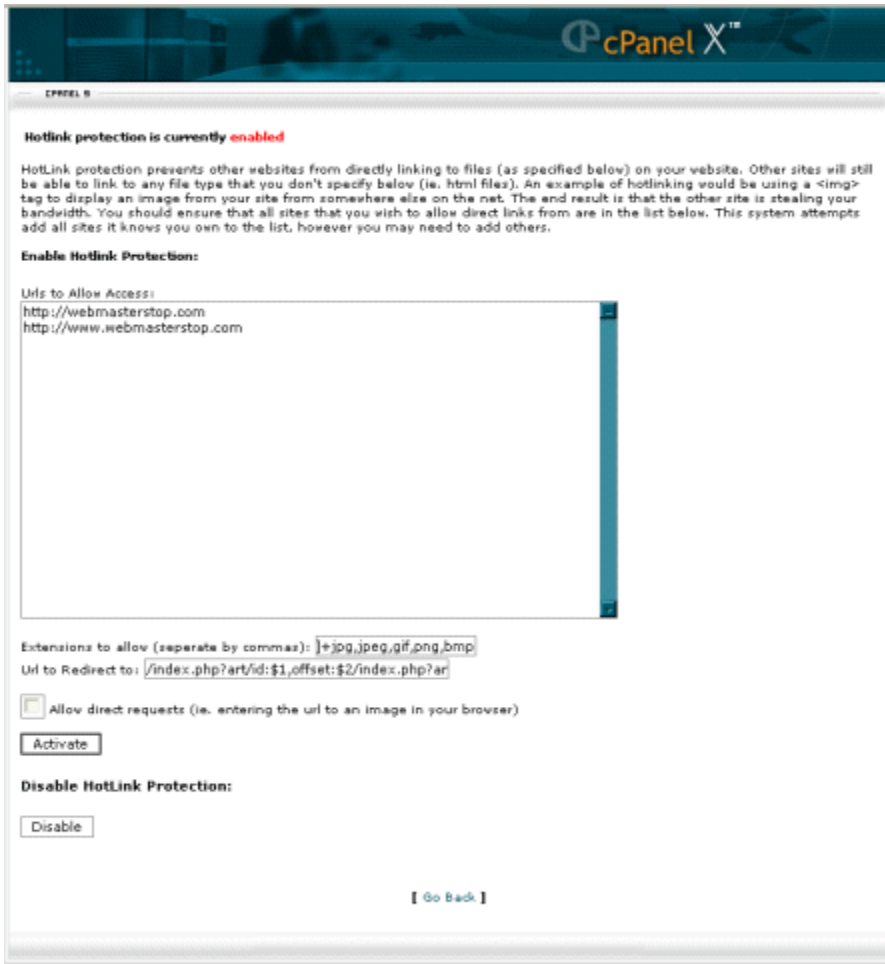 cPanel X™
CPANEL X
Hotlink protection is currently enabled
HotLink protection prevents other websites from directly linking to files (as specified below) on your website. Other sites will still
be able to link to any file type that you don't specify below (ie. html files). An example of hotlinking would be using a <img>
tag to display an image from your site from somewhere else on the net. The end result is that the other site is stealing your
bandwidth. You should ensure that all sites that you wish to allow direct links from are in the list below. This system attempts
add all sites it knows you own to the list, however you may need to add others.
Enable Hotlink Protection:
Urls to Allow Access:
http://webmasterstop.com
http://www.webmasterstop.com
Extensions to allow (seperate by commas): ]+jpg,jpeg,gif,png,bmp
Url to Redirect to: /index.php?art/id:$1,offset:$2/index.php?ar
Allow direct requests (ie. entering the url to an image in your browser)
Activate
Disable HotLink Protection:
Disable
[ Go Back ]